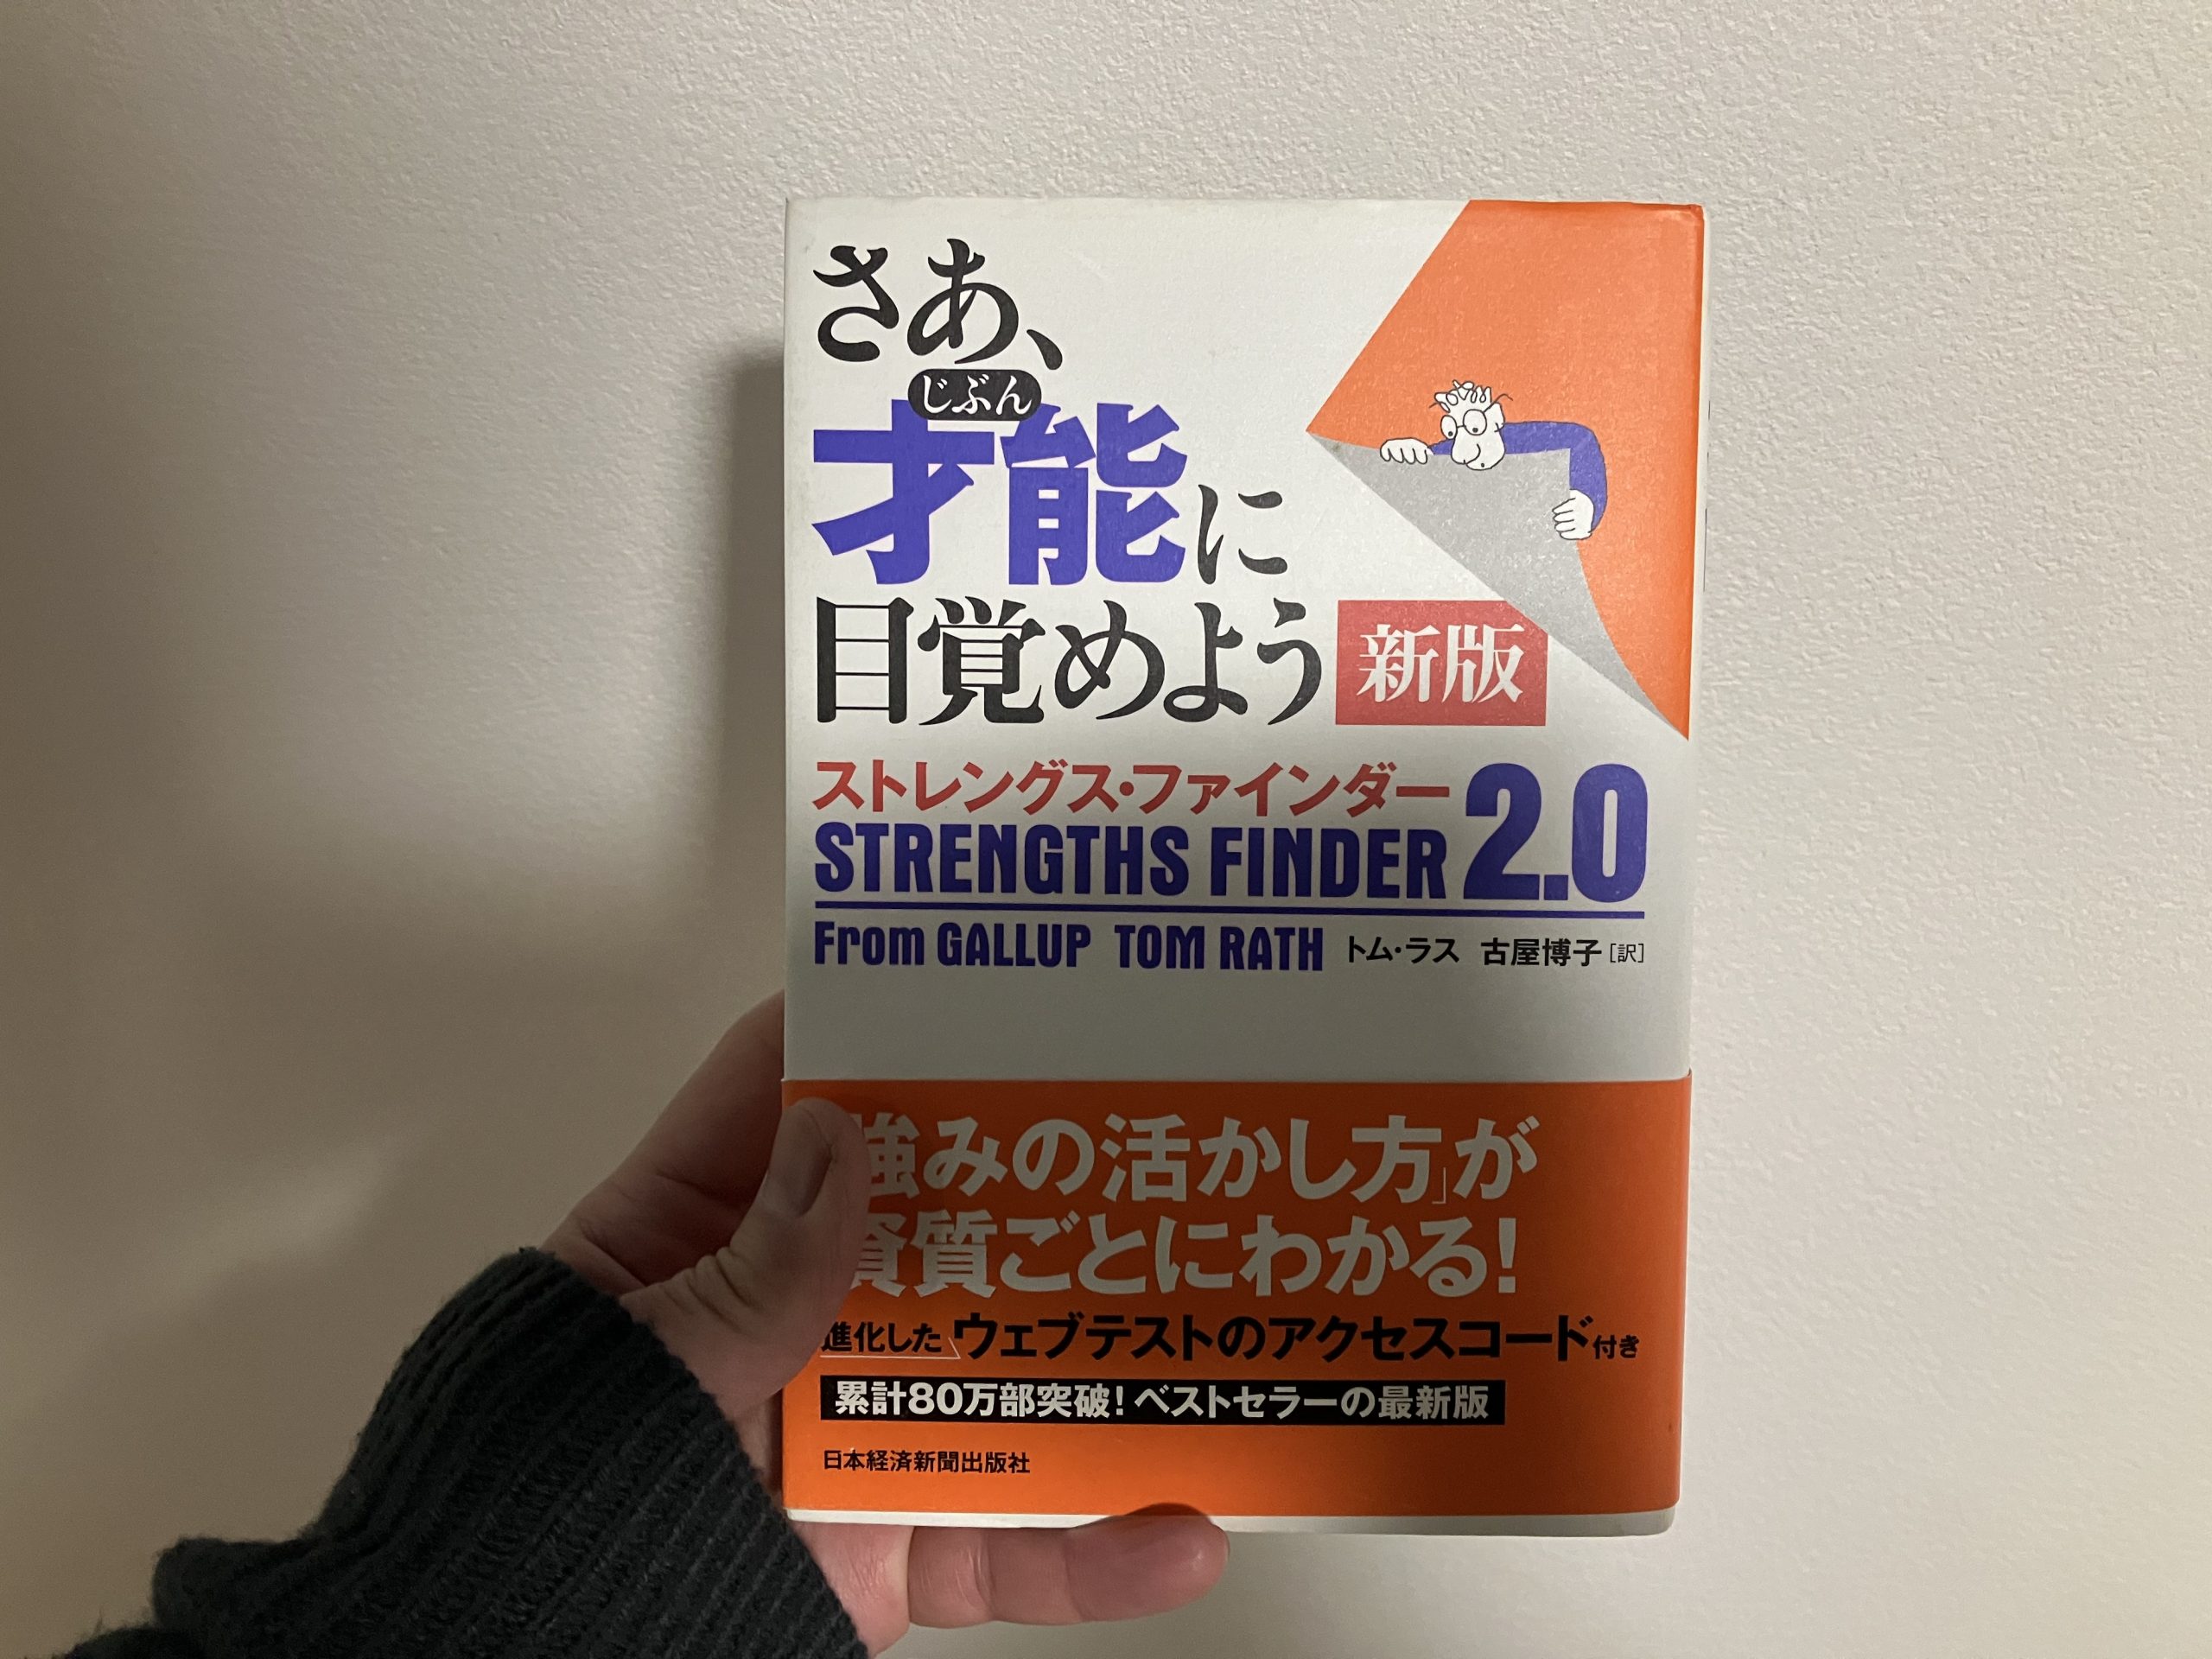 さあ、
じぶん
才能に
目覚めよう 新版
ストレングス・ファインダー 2.0
STRENGTHS FINDER
From GALLUP TOM RATH トム・ラス 古屋博子[訳]
強みの活かし方」が
資質ごとにわかる!
進化したウェブテストのアクセスコード付き
累計80万部突破! ベストセラーの最新版
日本経済新聞出版社